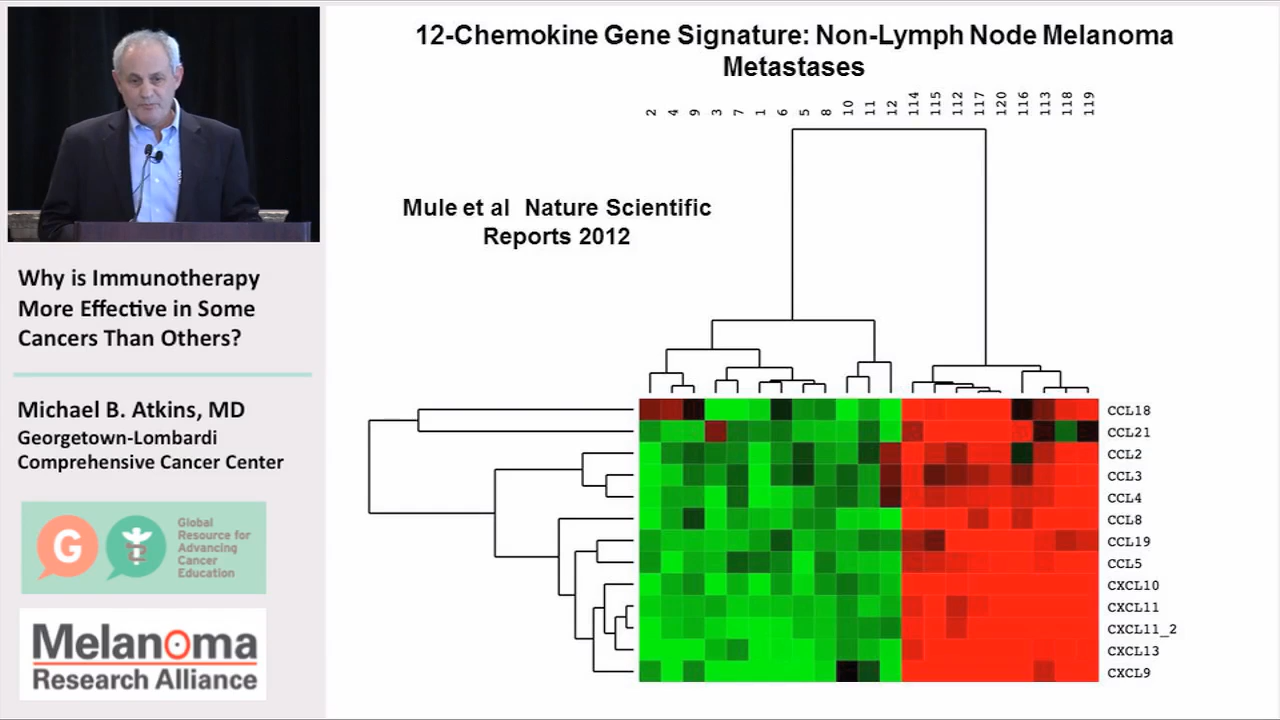 12-Chemokine Gene Signature: Non-Lymph Node Melanoma
Metastases
2 4 9 3 7 1 6 5 8 10 11 12 114 115 112 117 120 116 113 118 119
Mule et al Nature Scientific
Reports 2012
CCL18
CCL21
CCL2
CCL3
CCL4
CCL8
CCL19
CCL5
CXCL10
CXCL11
CXCL11_2
CXCL13
CXCL9
Why is Immunotherapy
More Effective in Some
Cancers Than Others?
Michael B. Atkins, MD
Georgetown-Lombardi
Comprehensive Cancer Center
G
Global
Resource for
Advancing
Cancer
Education
Melanoma
Research Alliance